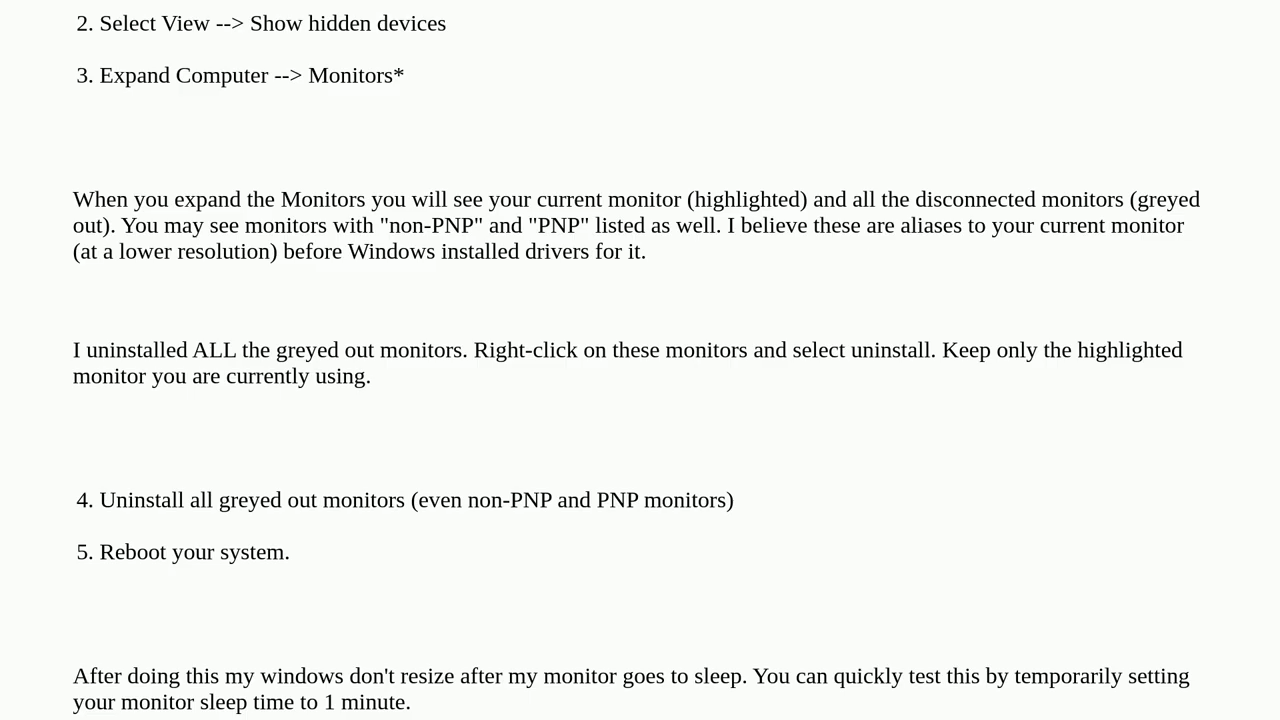 2. Select View --> Show hidden devices
3. Expand Computer --> Monitors*
When you expand the Monitors you will see your current monitor (highlighted) and all the disconnected monitors (greyed
out). You may see monitors with "non-PNP" and "PNP" listed as well. I believe these are aliases to your current monitor
(at a lower resolution) before Windows installed drivers for it.
I uninstalled ALL the greyed out monitors. Right-click on these monitors and select uninstall. Keep only the highlighted
monitor you are currently using.
4. Uninstall all greyed out monitors (even non-PNP and PNP monitors)
5. Reboot your system.
After doing this my windows don't resize after my monitor goes to sleep. You can quickly test this by temporarily setting
your monitor sleep time to 1 minute.